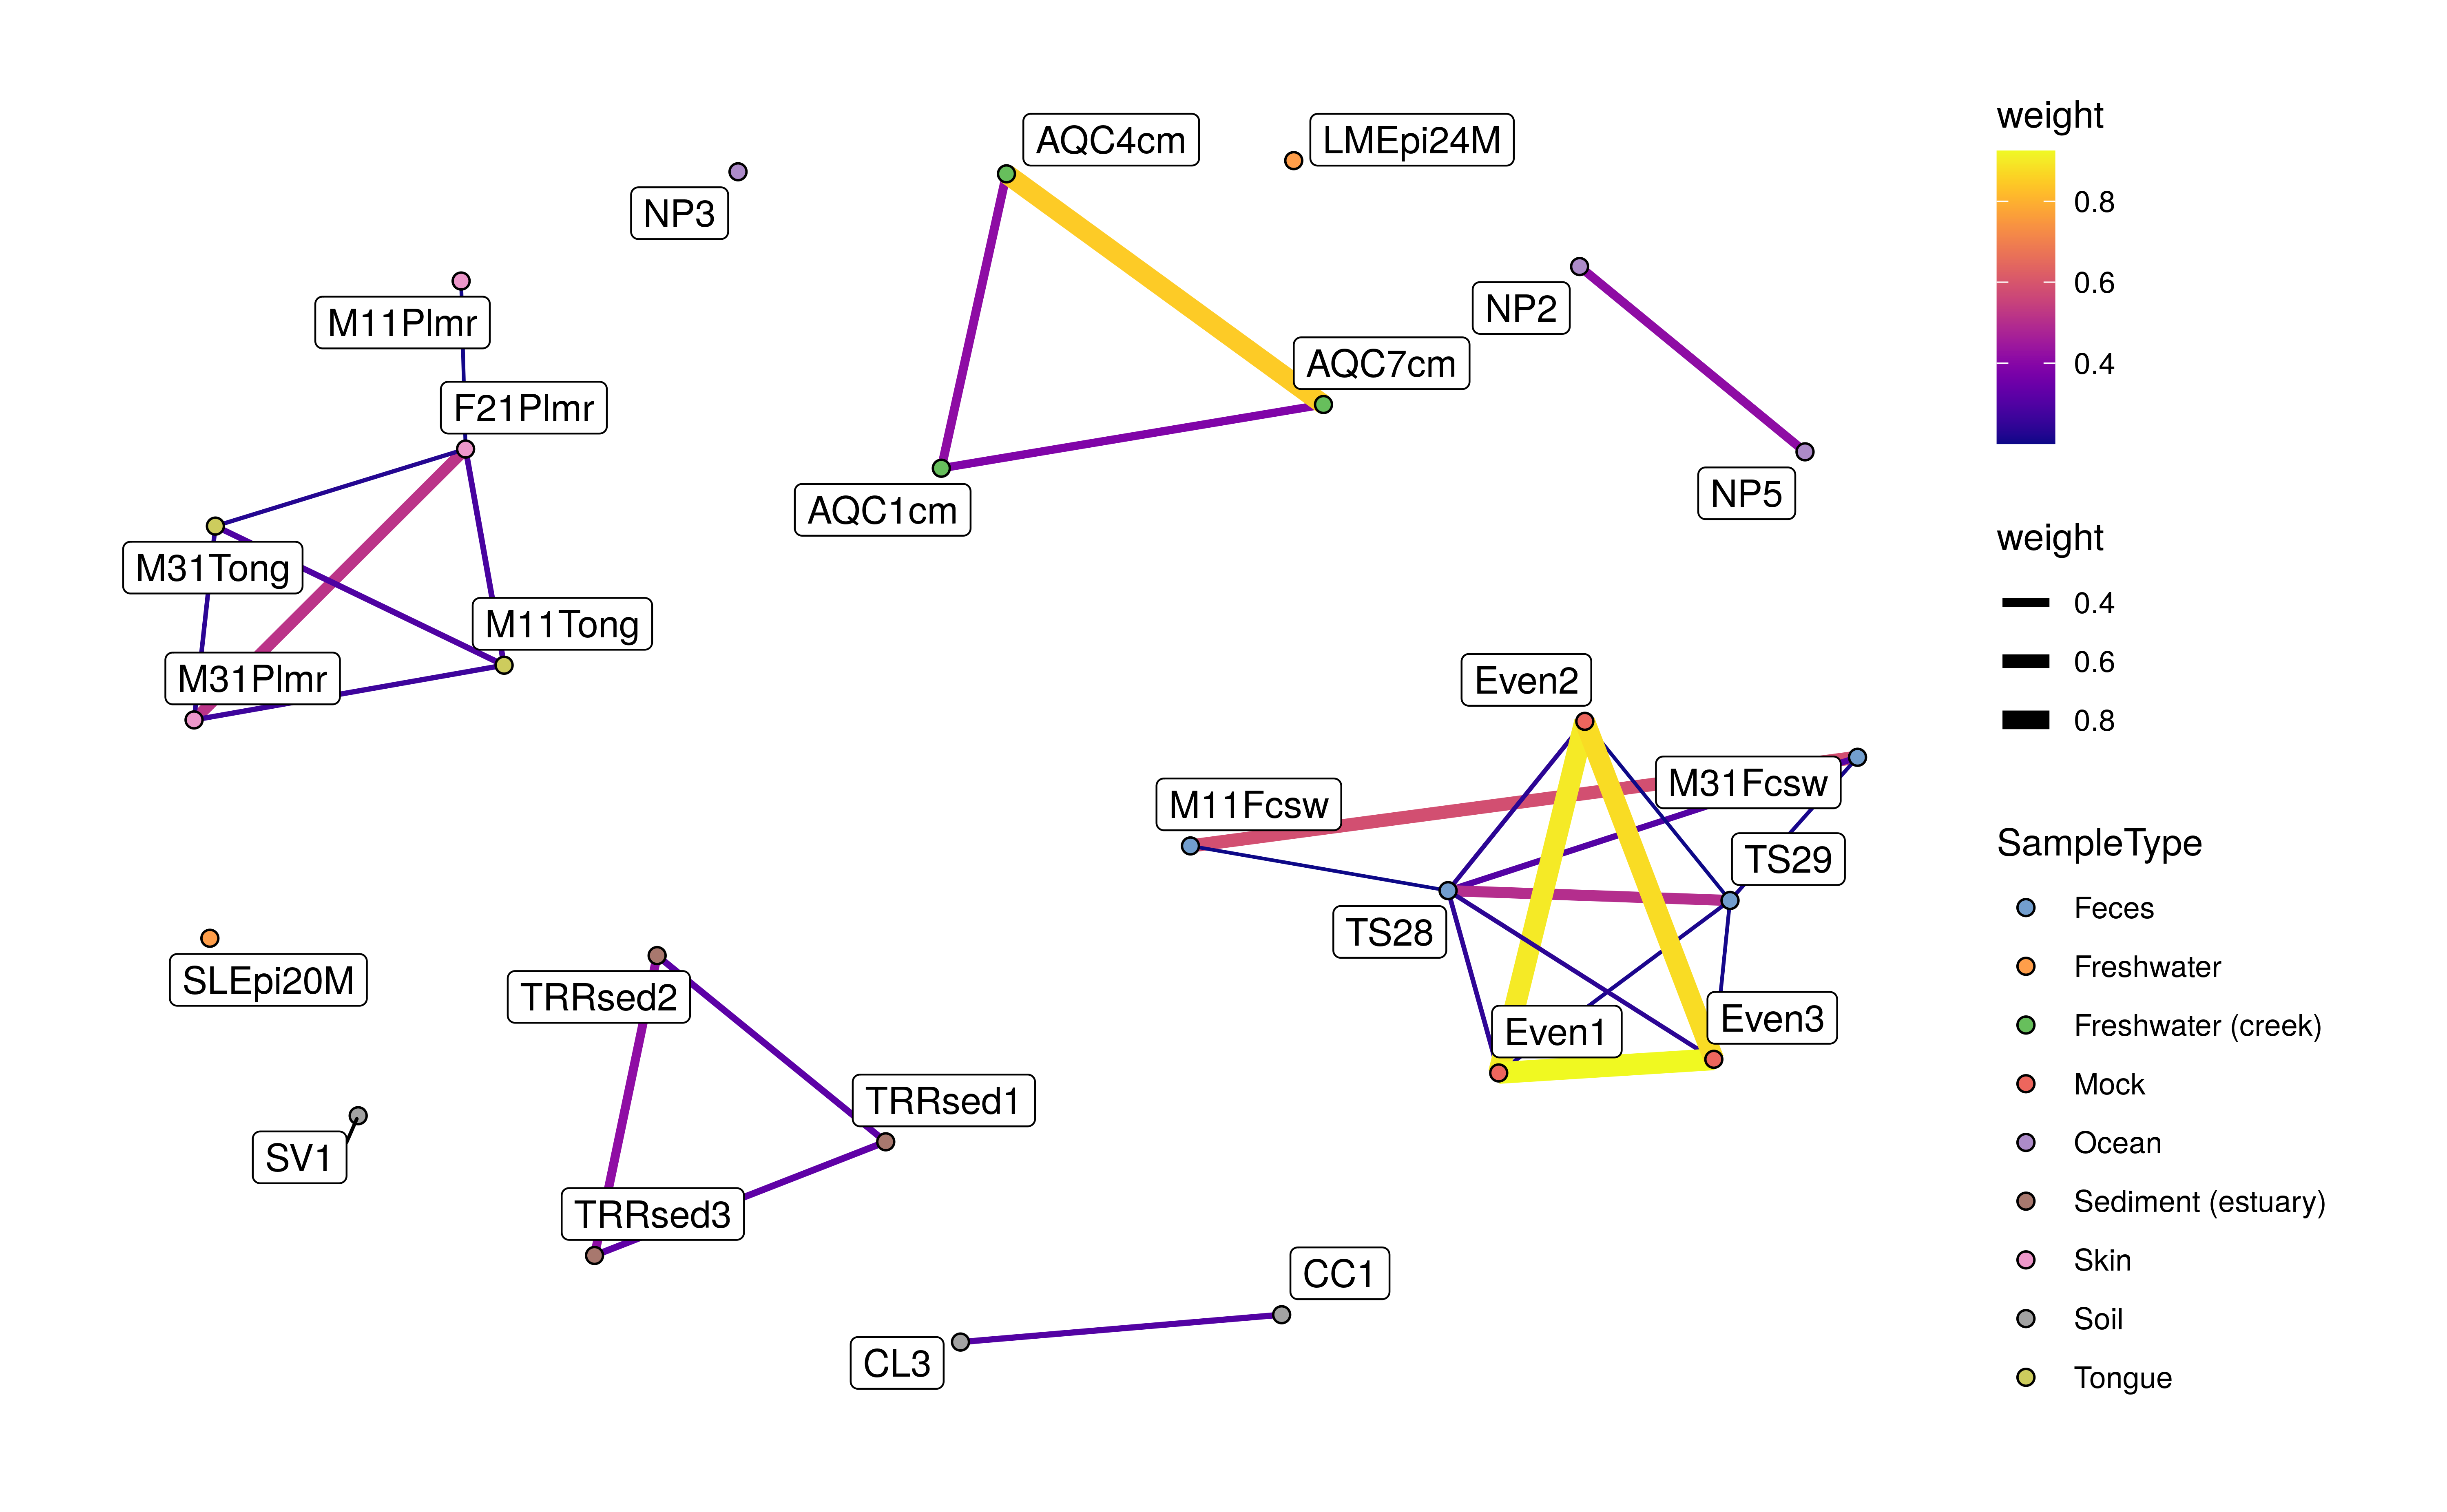 AQC4cm
LMEpi24M
NP3
M11Plmr
NP2
AQC7cm
F21Plmr
NP5
AQC1cm
M31Tong
M11Tong
M31Plmr
Even2
M31Fcsw
M11Fcsw
TS29
TS28
SLEpi20M
TRRsed2
Even3
Even1
TRRsed1
SV1
TRRsed3
CC1
CL3
weight
0.8
0.6
0.4
weight
0.4
0.6
0.8
SampleType
Feces
Freshwater
Freshwater (creek)
Mock
Ocean
Sediment (estuary)
Skin
Soil
Tongue